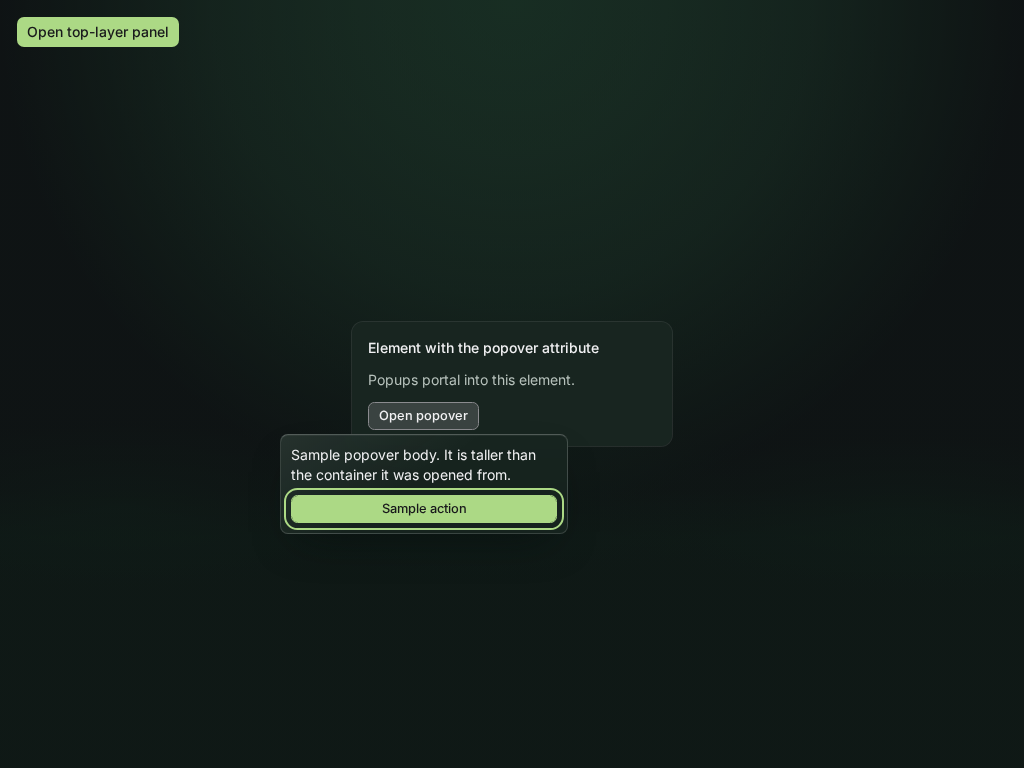 Open top-layer panel
Element with the popover attribute
Popups portal into this element.
Open popover
Sample popover body. It is taller than
the container it was opened from.
Sample action